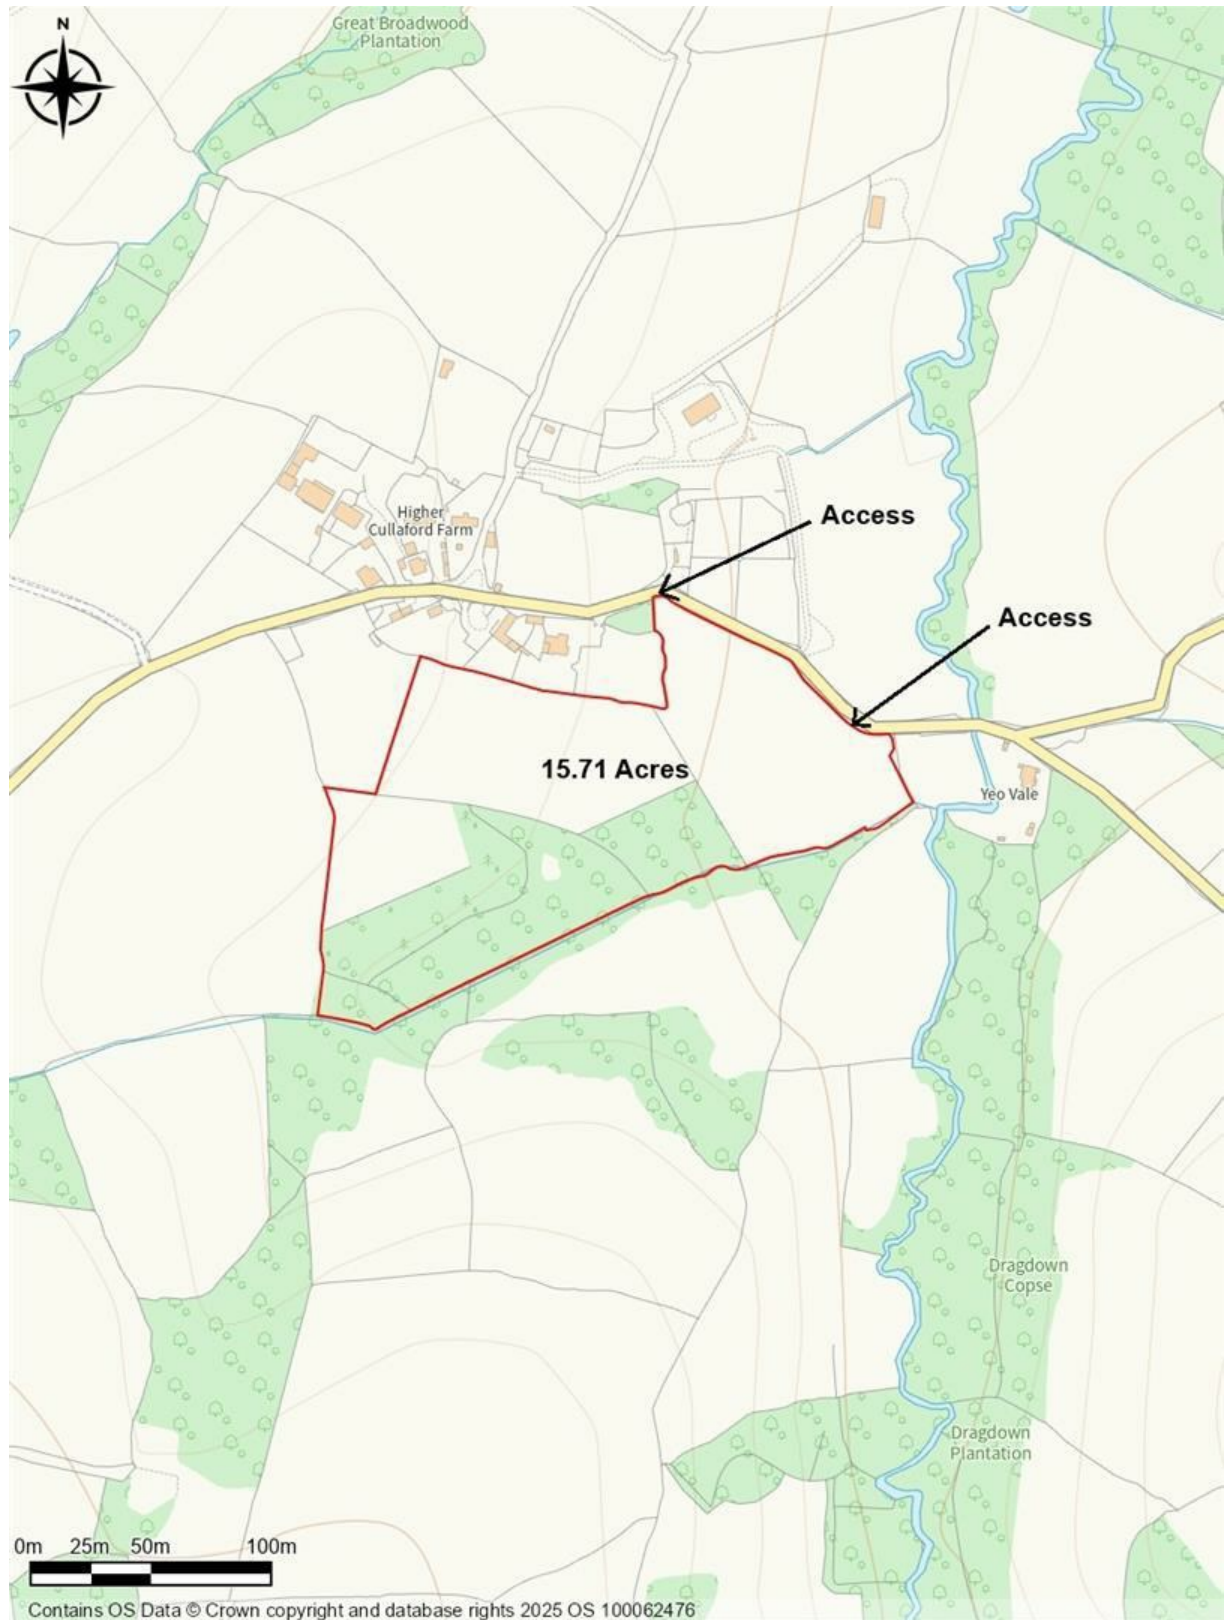 N
Great Broadwood
Plantation
Access
Higher
Cullaford Farm
Access
15.71 Acres
Yeo Vale
Dragdown
Copse
Dragdown
Plantation
0m 25m 50m 100m
Contains OS Data © Crown copyright and database rights 2025 OS 100062476